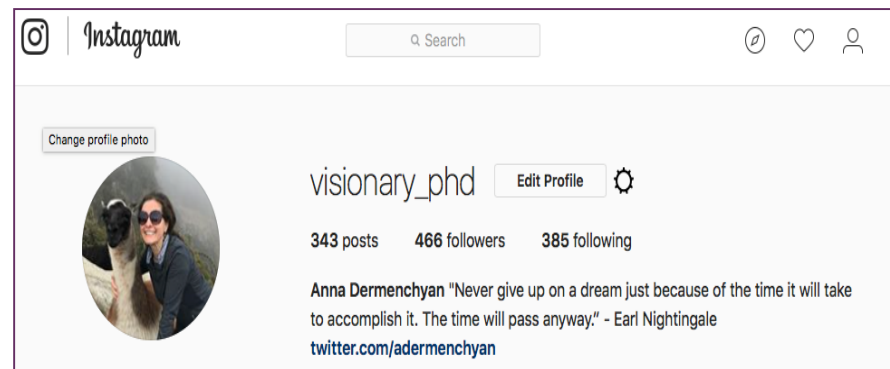 Instagram
Search
Change profile photo
visionary_phd Edit Profile
343 posts 466 followers 385 following
Anna Dermenchyan "Never give up on a dream just because of the time it will take
to accomplish it. The time will pass anyway." - Earl Nightingale
twitter.com/adermenchyan